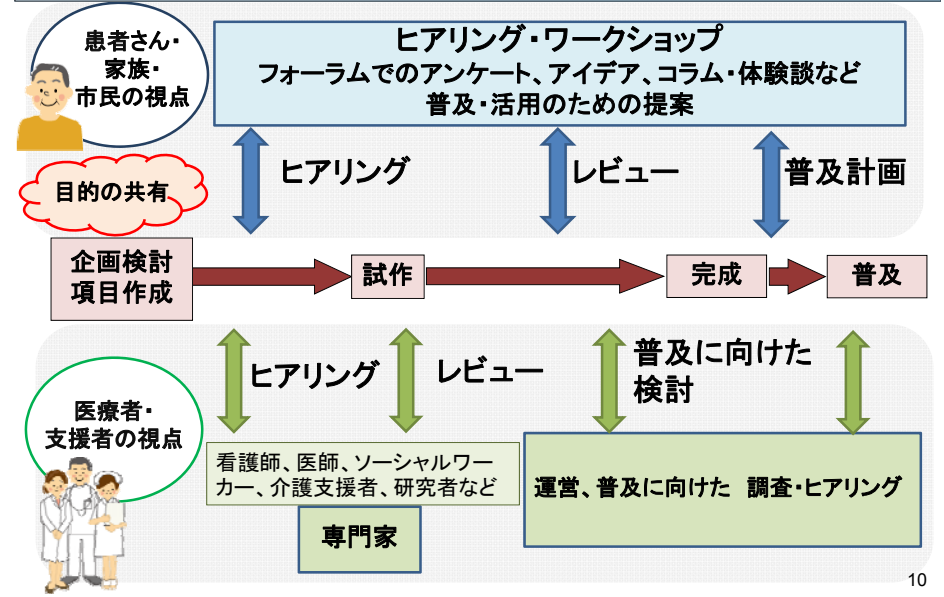 患者さん・
家族・
市民の視点
ヒアリング・ワークショップ
フォーラムでのアンケート、アイデア、コラム・体験談など
普及・活用のための提案
ヒアリング
レビュー
普及計画
目的の共有
企画検討
項目作成
試作
完成
普及
ヒアリング
レビュー
普及に向けた
検討
医療者・
支援者の視点
看護師、医師、ソーシャルワー
カー、介護支援者、研究者など
専門家
運営、普及に向けた 調査・ヒアリング
10